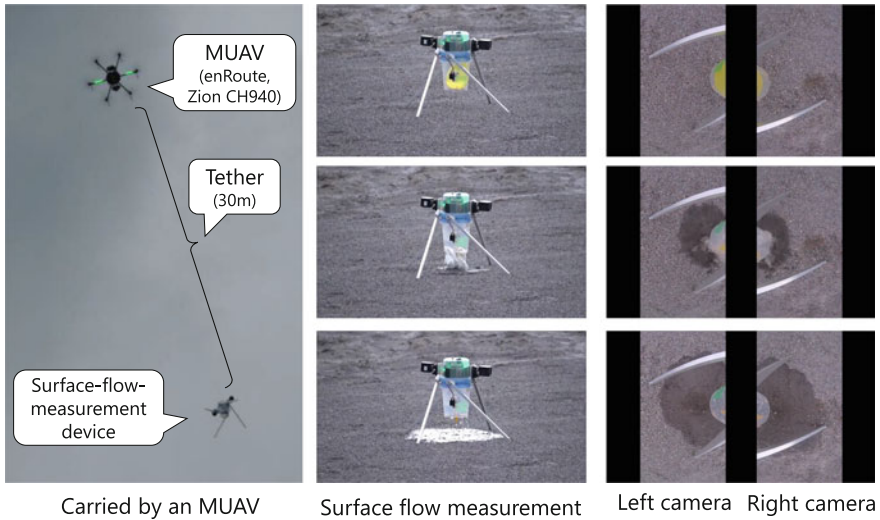 MUAV
(enRoute,
Zion CH940)
Tether
(30m)
Surface-flow-
measurement
device
Carried by an MUAV
Surface flow measurement
Left camera
Right camera